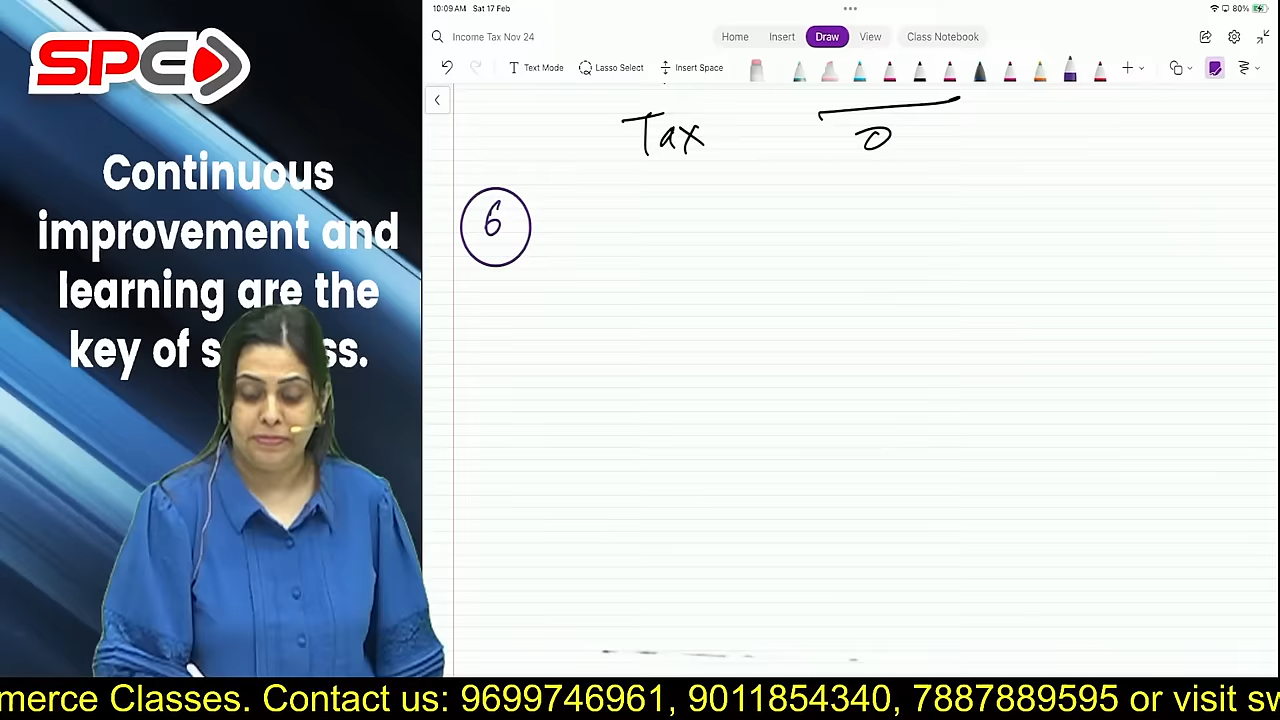 10:09 AM Sat 17 Feb
80%
Income Tax Nov 24
Home Insert Draw View Class Notebook
Text Mode Lasso Select Insert Space
SPC
Continuous
improvement and
learning are the
key of s ss.
Tax 0
6
merce Classes. Contact us: 9699746961, 9011854340, 7887889595 or visit sw